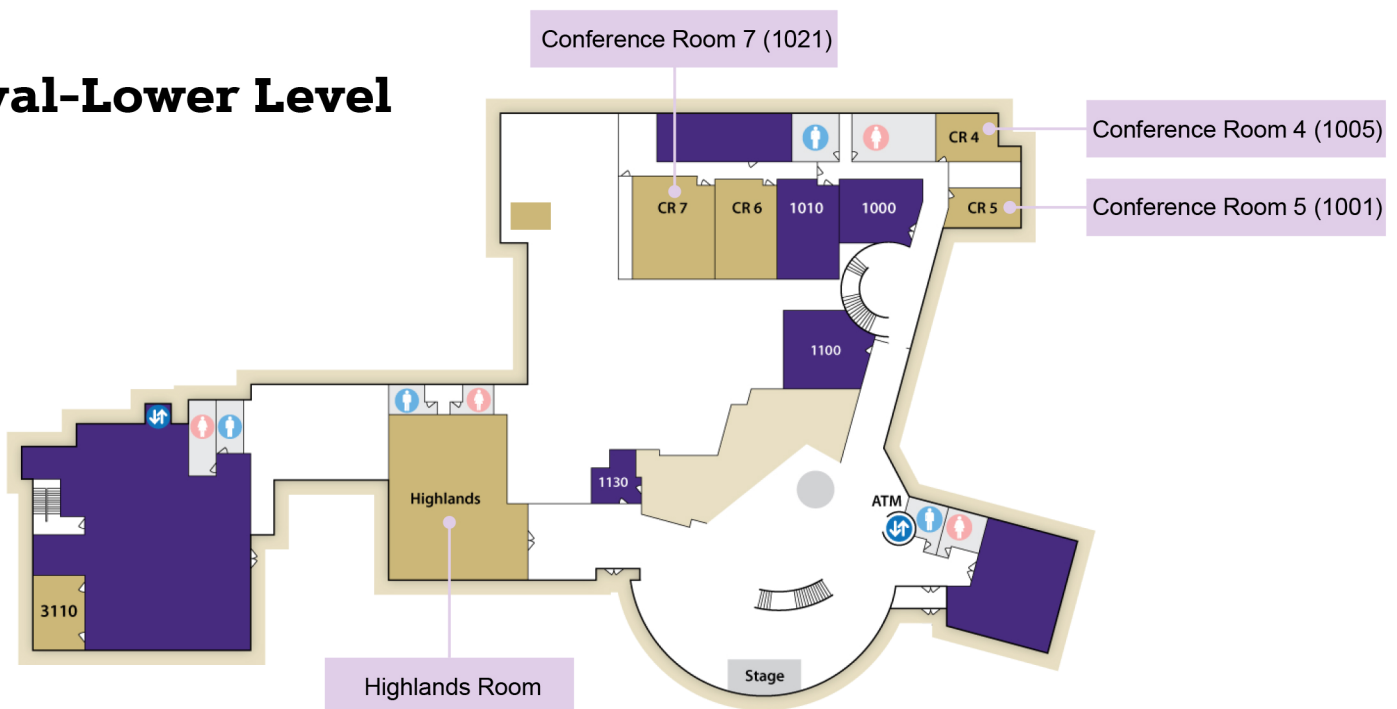 Conference Room 7 (1021)
val-Lower Level
Conference Room 4 (1005)
CR 4
CR 7
CR 6
1010
1000
CR 5
Conference Room 5 (1001)
1100
1130
Highlands
ATM
3110
Stage
Highlands Room